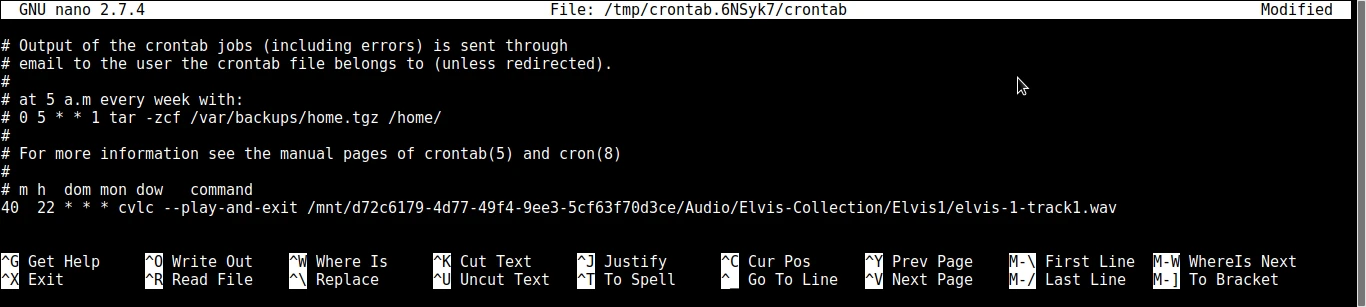 GNU nano 2.7.4 File: /tmp/crontab.6NSyk7/crontab Modified
# Output of the crontab jobs (including errors) is sent through
# email to the user the crontab file belongs to (unless redirected).
#
# at 5 a.m every week with:
# 0 5 * * 1 tar -zcf /var/backups/home.tgz /home/
#
# For more information see the manual pages of crontab(5) and cron(8)
#
# m h  dom mon dow   command
40  22 * * * cvlc --play-and-exit /mnt/d72c6179-4d77-49f4-9ee3-5cf63f70d3ce/Audio/Elvis-Collection/Elvis1/elvis-1-track1.wav
^G Get Help ^O Write Out ^W Where Is ^K Cut Text ^J Justify ^C Cur Pos ^Y Prev Page M-\ First Line M-W WhereIs Next
^X Exit ^R Read File ^\ Replace ^U Uncut Text ^T To Spell ^_ Go To Line ^V Next Page M-/ Last Line M-] To Bracket